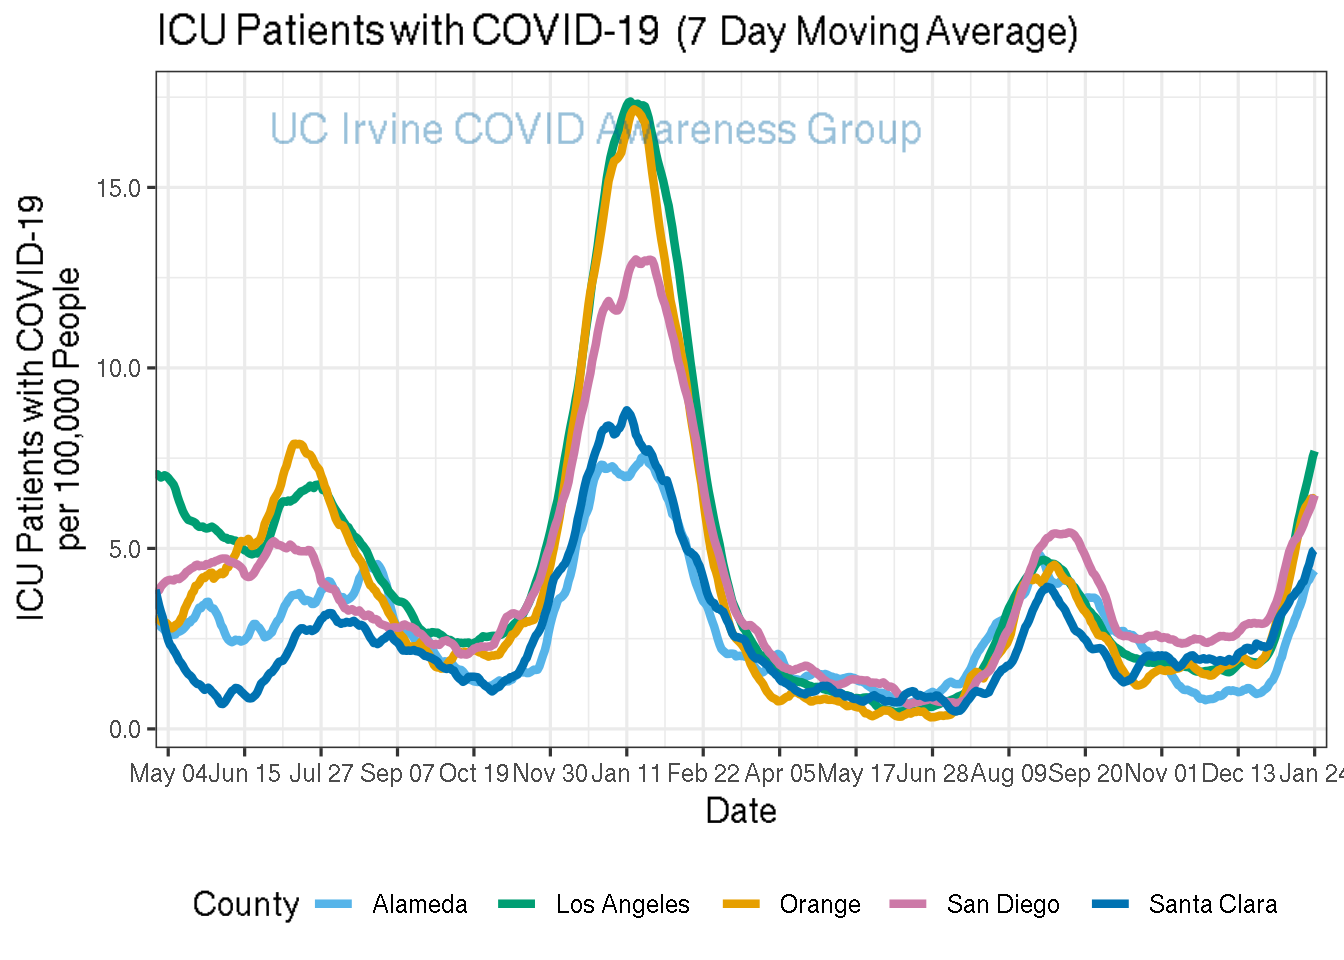 ICU Patients with COVID-19 (7 Day Moving Average)
UC Irvine COVID Awareness Group
ICU Patients with COVID-19
per 100,000 People
15.0
10.0
5.0
0.0
May 04 Jun 15 Jul 27 Sep 07 Oct 19 Nov 30 Jan 11 Feb 22 Apr 05 May 17 Jun 28 Aug 09 Sep 20 Nov 01 Dec 13 Jan 24
Date
County Alameda Los Angeles Orange San Diego Santa Clara